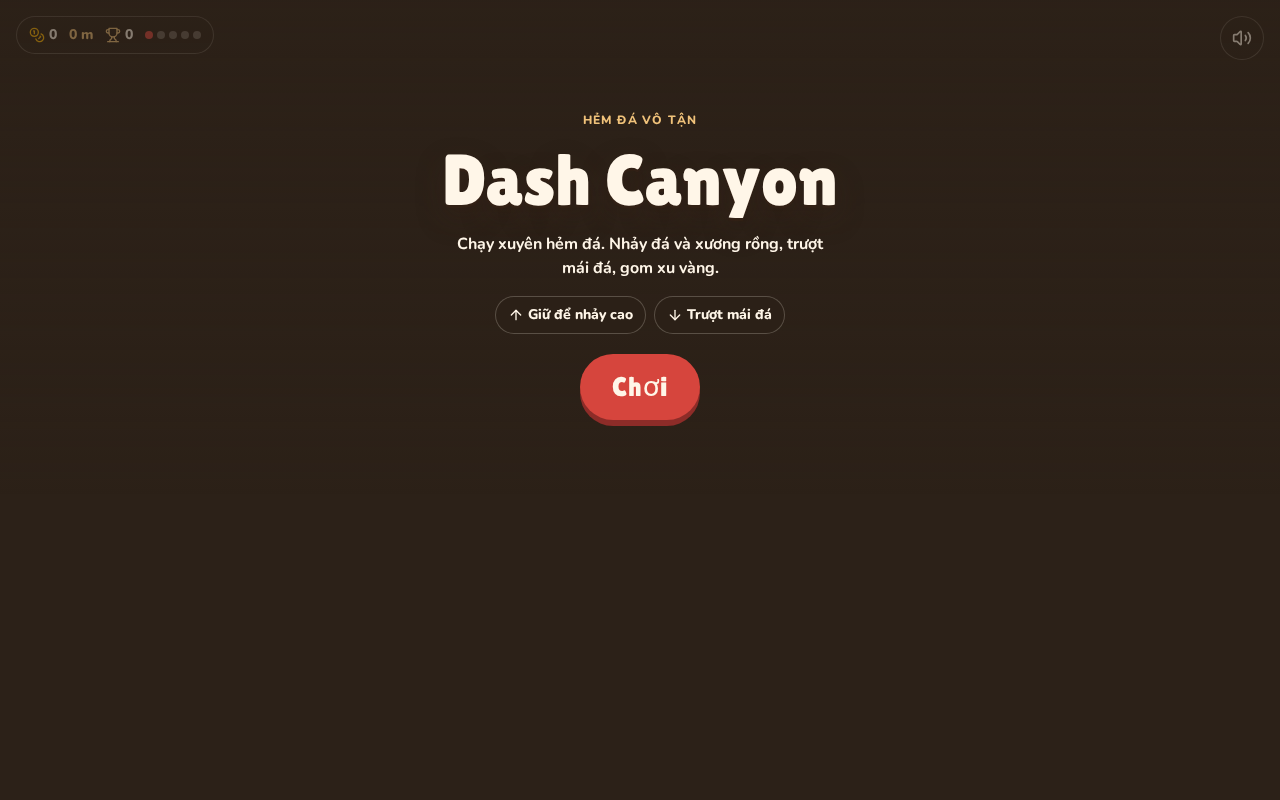 0 0 m 0
HẺM ĐÁ VÔ TẬN
Dash Canyon
Chạy xuyên hẻm đá. Nhảy đá và xương rồng, trượt
mái đá, gom xu vàng.
Giữ để nhảy cao
Trượt mái đá
Chơi